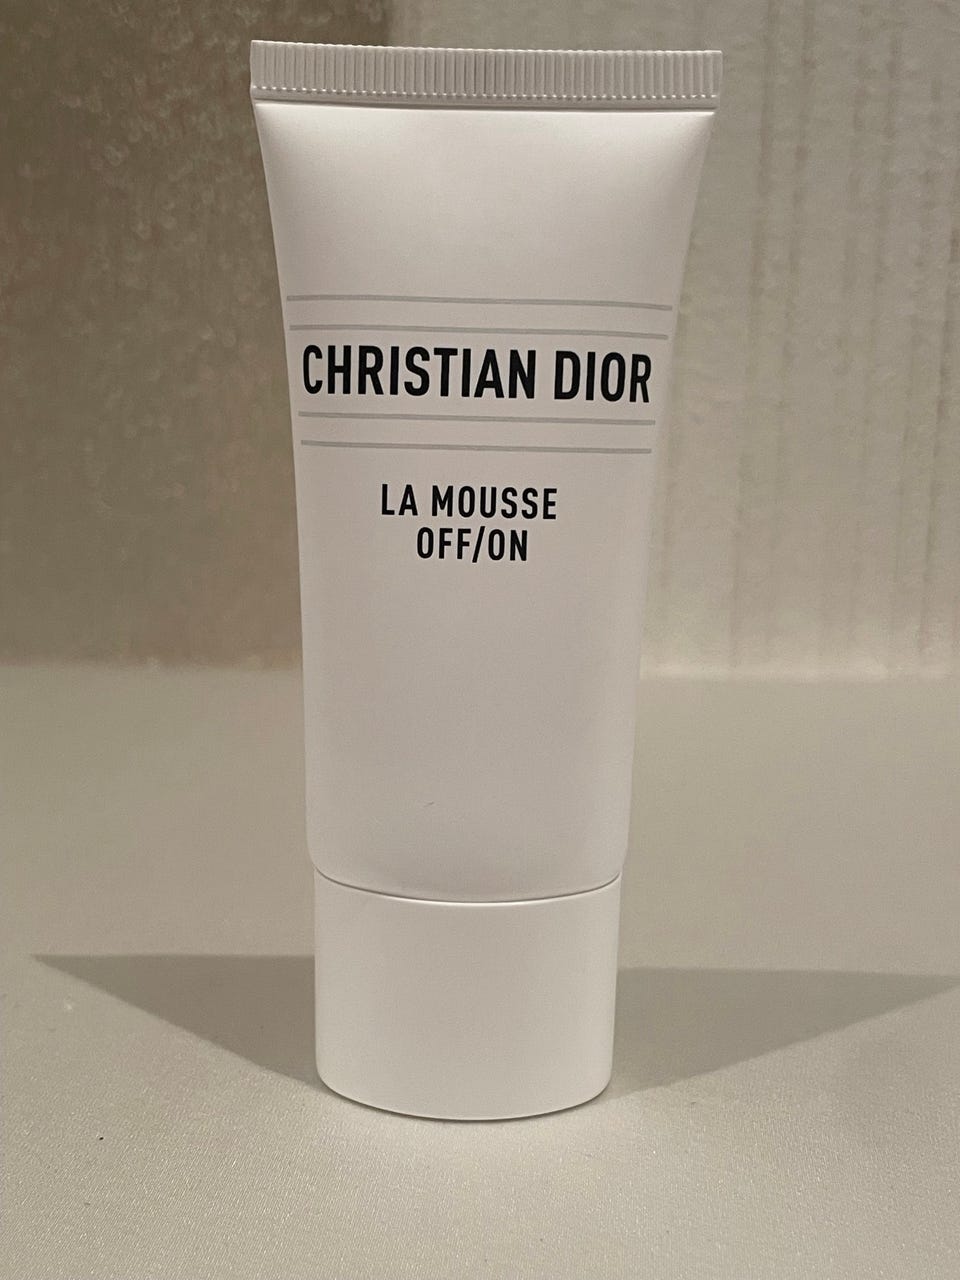 CHRISTIAN DIOR
LA MOUSSE
OFF/ON